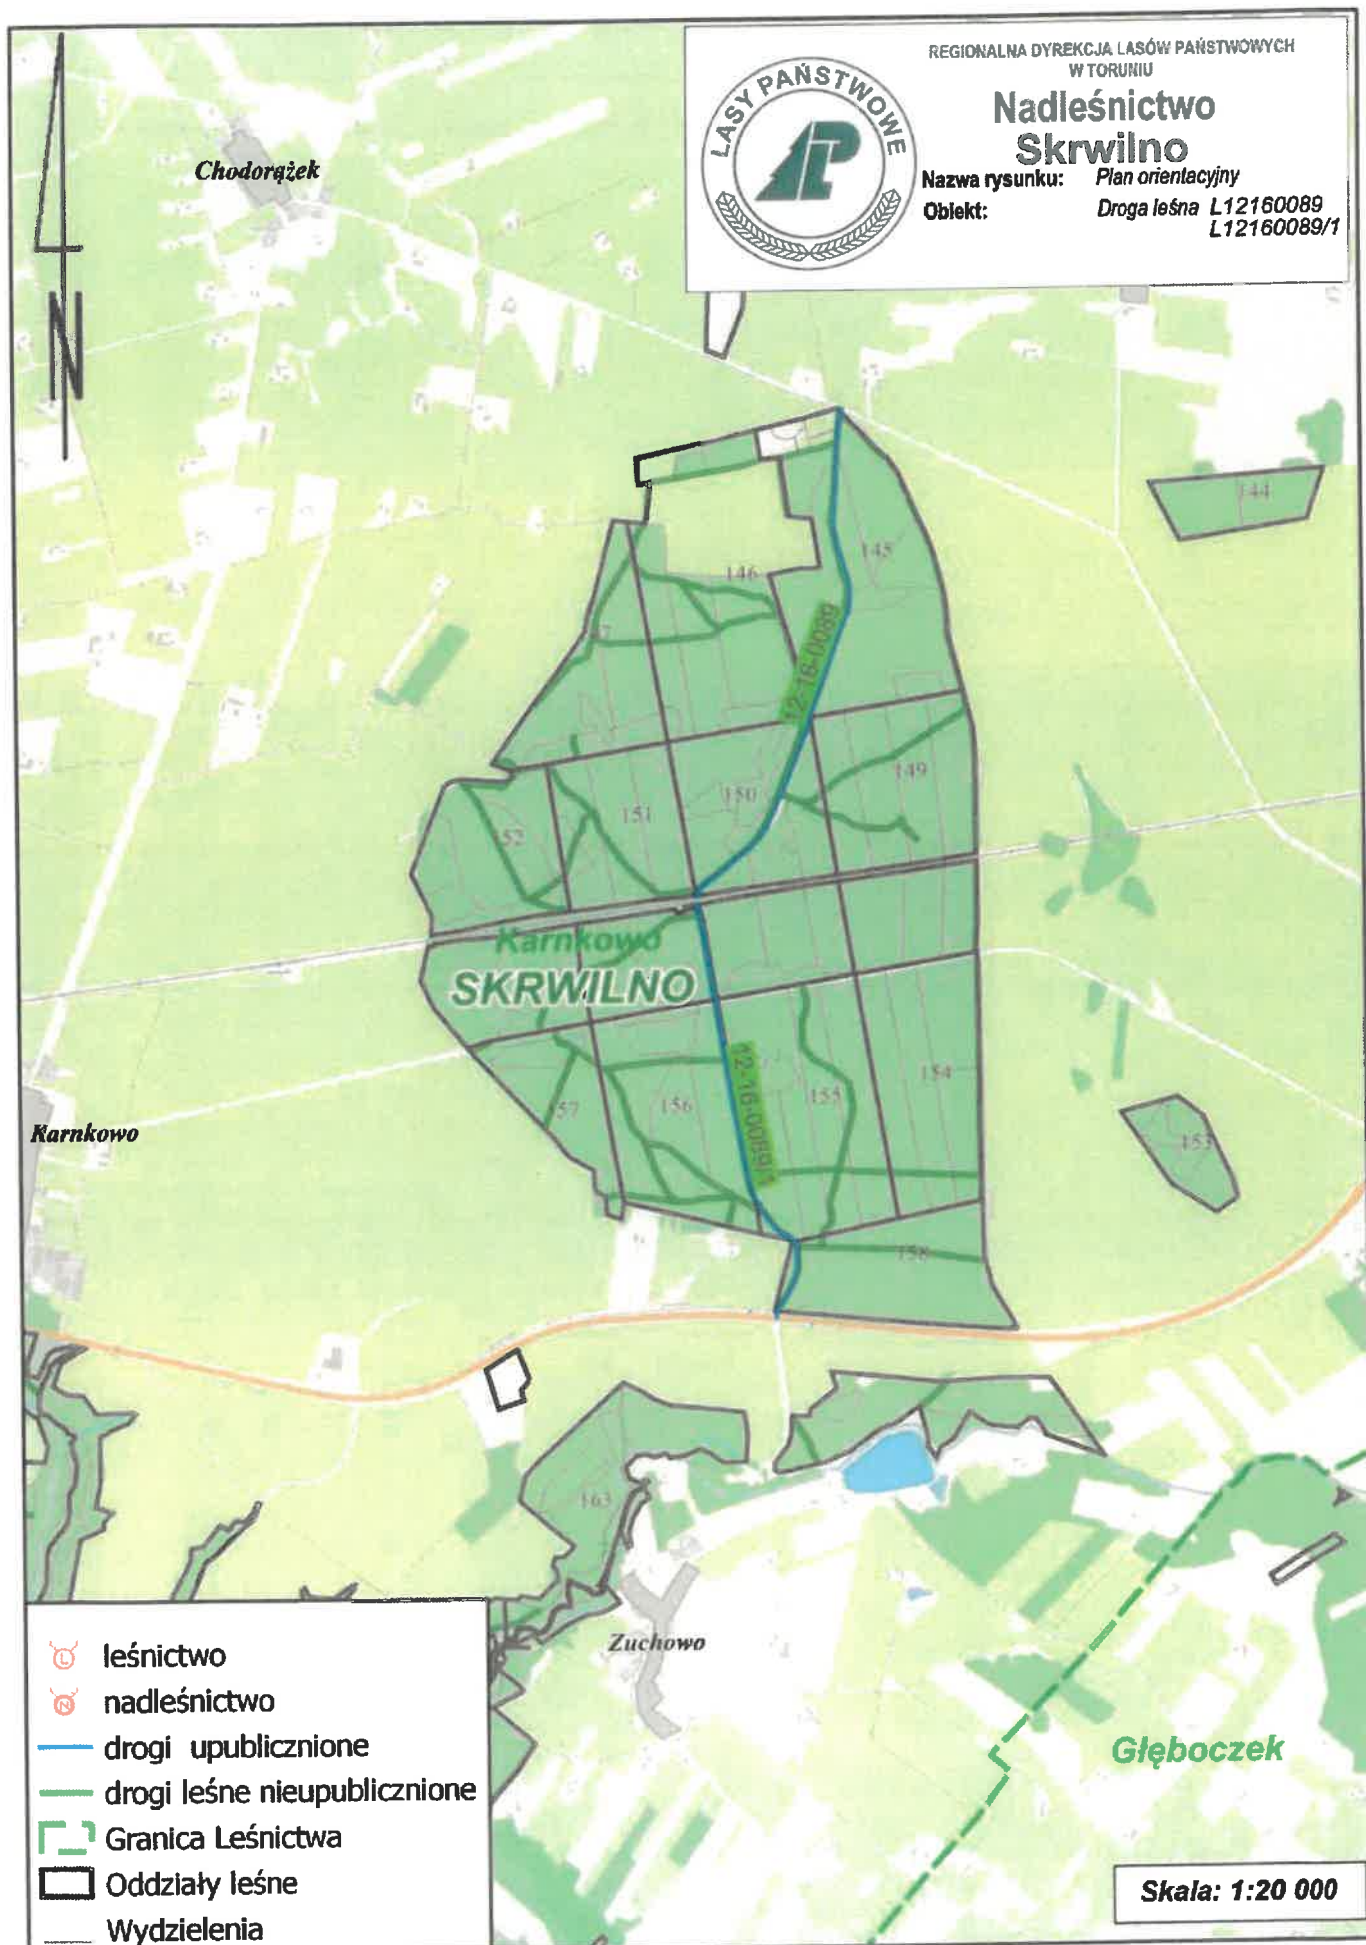 REGIONALNA DYREKCJA LASÓW PAŃSTWOWYCH
W TORUNIU
Nadleśnictwo
Skrwilno
LASY PAŃSTWOWE
Nazwa rysunku: Plan orientacyjny
Obiekt: Droga leśna L12160089
L12160089/1
N
Chodorążek
144
145
146
47
12-16-0089
149
150
151
52
Karnkowo
SKRWILNO
12-16-0089/1
154
155
156
57
Karnkowo
153
158
163
Zuchowo
Głęboczek
leśnictwo
nadleśnictwo
drogi upublicznione
drogi leśne nieupublicznione
Granica Leśnictwa
Oddziały leśne
Wydzielenia
Skala: 1:20 000